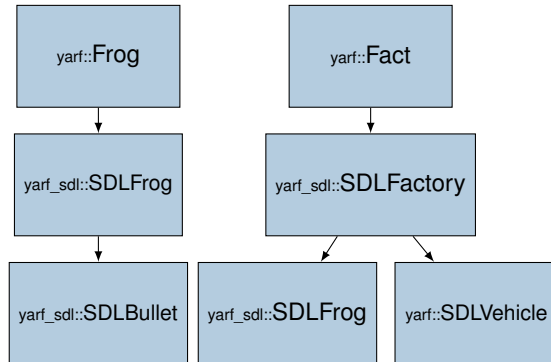 yarf::Frog
yarf::Fact
yarf_sdl::SDLFrog
yarf_sdl::SDLFactory
yarf_sdl::SDLBullet
yarf_sdl::SDLFrog
yarf::SDLVehicle